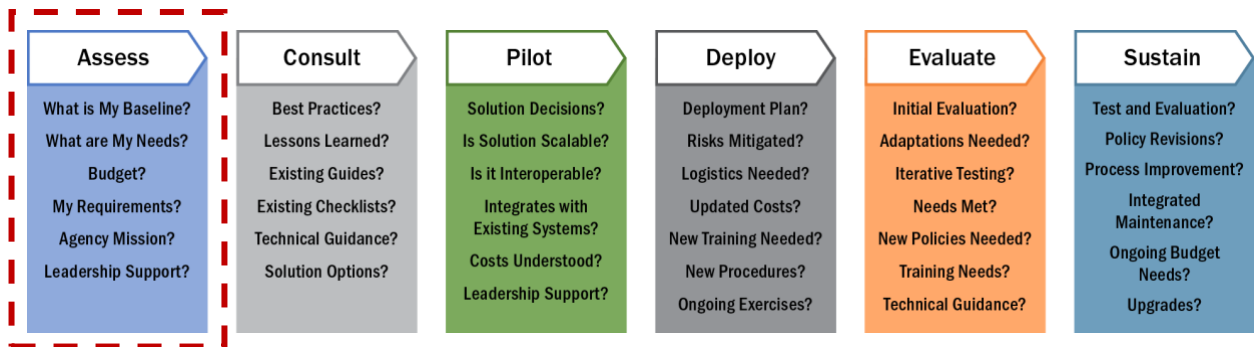 Assess
What is My Baseline?
What are My Needs?
Budget?
My Requirements?
Agency Mission?
Leadership Support?
Consult
Best Practices?
Lessons Learned?
Existing Guides?
Existing Checklists?
Technical Guidance?
Solution Options?
Pilot
Solution Decisions?
Is Solution Scalable?
Is it Interoperable?
Integrates with
Existing Systems?
Costs Understood?
Leadership Support?
Deploy
Deployment Plan?
Risks Mitigated?
Logistics Needed?
Updated Costs?
New Training Needed?
New Procedures?
Ongoing Exercises?
Evaluate
Initial Evaluation?
Adaptations Needed?
Iterative Testing?
Needs Met?
New Policies Needed?
Training Needs?
Technical Guidance?
Sustain
Test and Evaluation?
Policy Revisions?
Process Improvement?
Integrated
Maintenance?
Ongoing Budget
Needs?
Upgrades?